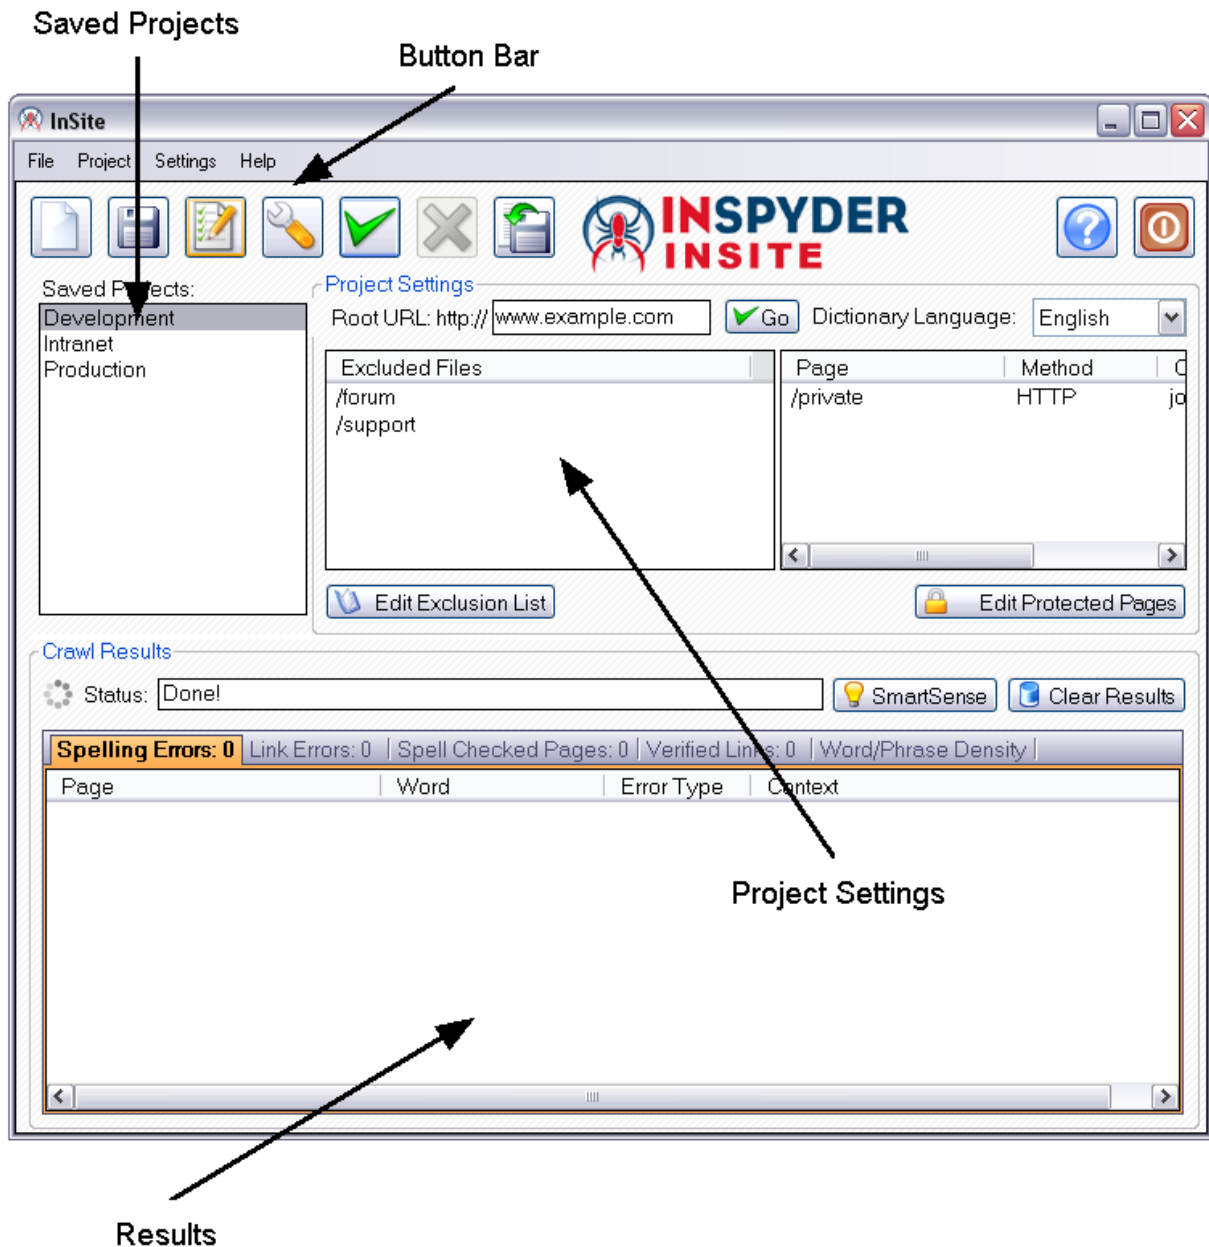 Saved Projects
Button Bar
InSite
File Project Settings Help
INSPYDER
INSITE
Saved Projects:
Development
Intranet
Production
Project Settings
Root URL: http:// www.example.com Go Dictionary Language: English
Excluded Files
/forum
/support
Page Method C
/private HTTP jo
Edit Exclusion List
Edit Protected Pages
Crawl Results
Status: Done! SmartSense Clear Results
Spelling Errors: 0 Link Errors: 0 Spell Checked Pages: 0 Verified Links: 0 Word/Phrase Density
Page Word Error Type Context
Project Settings
Results